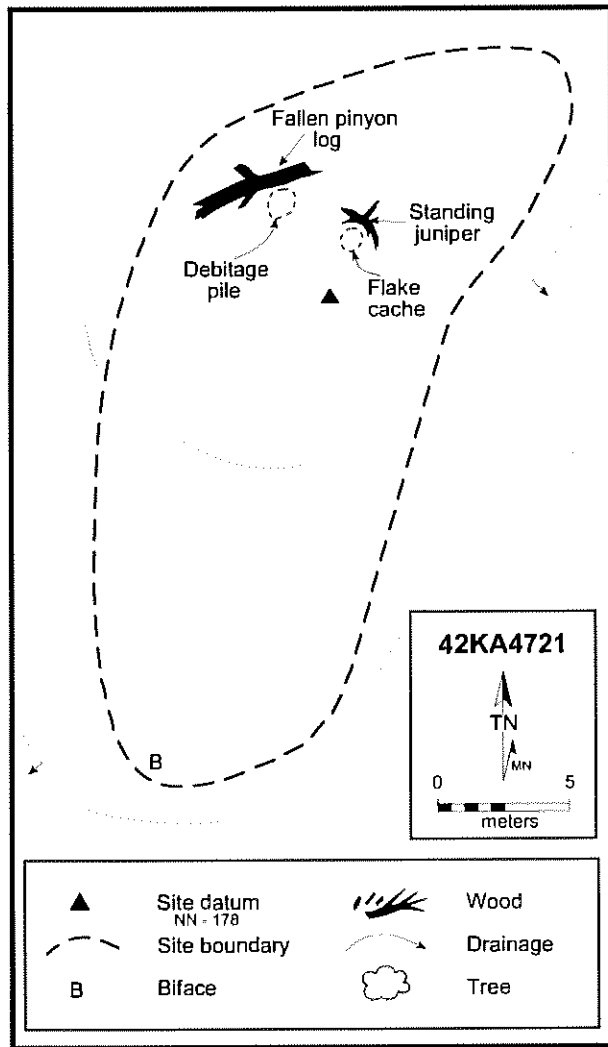 Fallen pinyon
log
Standing
juniper
Debitage
pile
Flake
cache
42KA4721
TN
MN
0 5
meters
B
Site datum
NN - 178
Wood
Site boundary
Drainage
B Biface
Tree